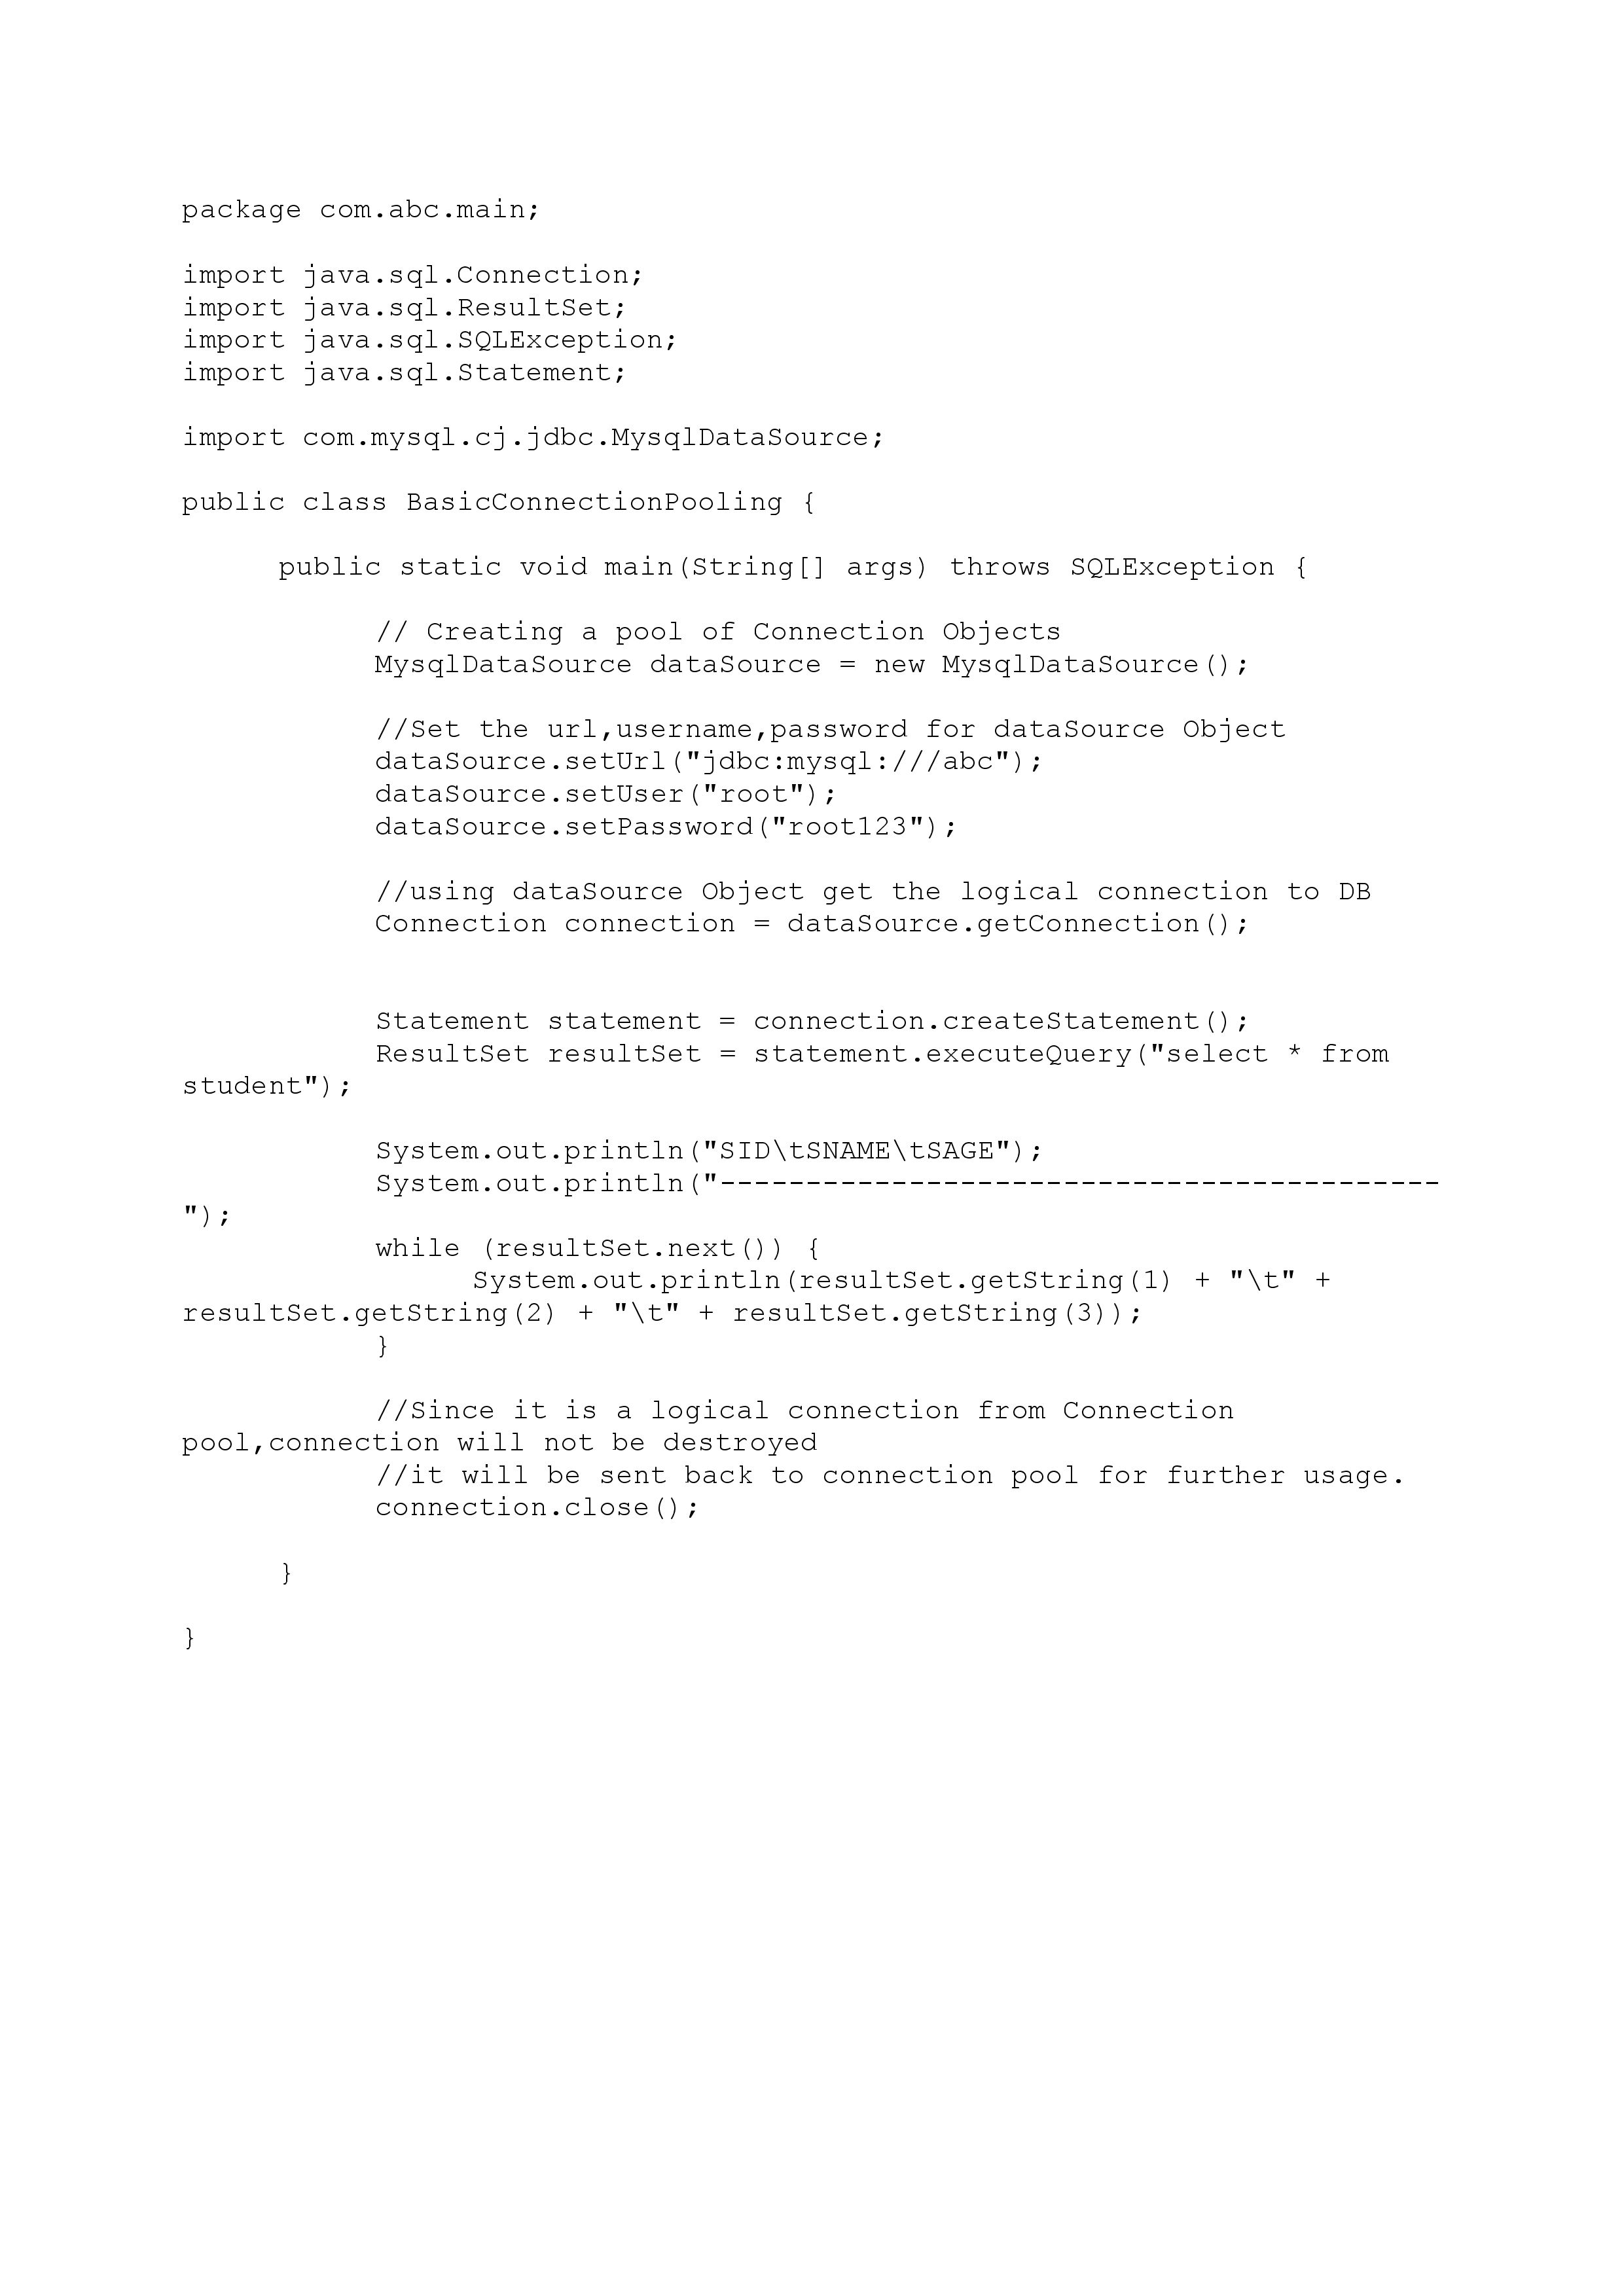 package com.abc.main;
import java.sql.Connection;
import java.sql.ResultSet;
import java.sql.SQLException;
import java.sql.Statement;
import com.mysql.cj.jdbc.MysqlDataSource;
public class BasicConnectionPooling {
public static void main(String[] args) throws SQLException {
// Creating a pool of Connection Objects
MysqlDataSource dataSource = new MysqlDataSource();
//Set the url,username,password for dataSource Object
dataSource.setUrl("jdbc:mysql:///abc");
dataSource.setUser("root");
dataSource.setPassword("root123");
//using dataSource Object get the logical connection to DB
Connection connection = dataSource.getConnection();
Statement statement = connection.createStatement();
ResultSet resultSet = statement.executeQuery("select * from
student");
System.out.println("SID\tSNAME\tSAGE");
System.out.println("------------------------------------------
");
while (resultSet.next()) {
System.out.println(resultSet.getString(1) + "\t" +
resultSet.getString(2) + "\t" + resultSet.getString(3));
}
//Since it is a logical connection from Connection
pool,connection will not be destroyed
//it will be sent back to connection pool for further usage.
connection.close();
}
}